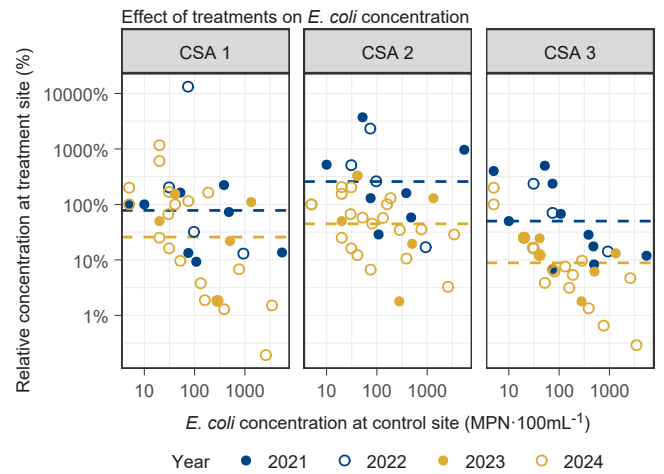 Effect of treatments on E. coli concentration
CSA 1
CSA 2
CSA 3
Relative concentration at treatment site (%)
10000%
1000%
100%
10%
1%
10 100 1000
10 100 1000
10 100 1000
E. coli concentration at control site (MPN·100mL⁻¹)
Year 2021 2022 2023 2024